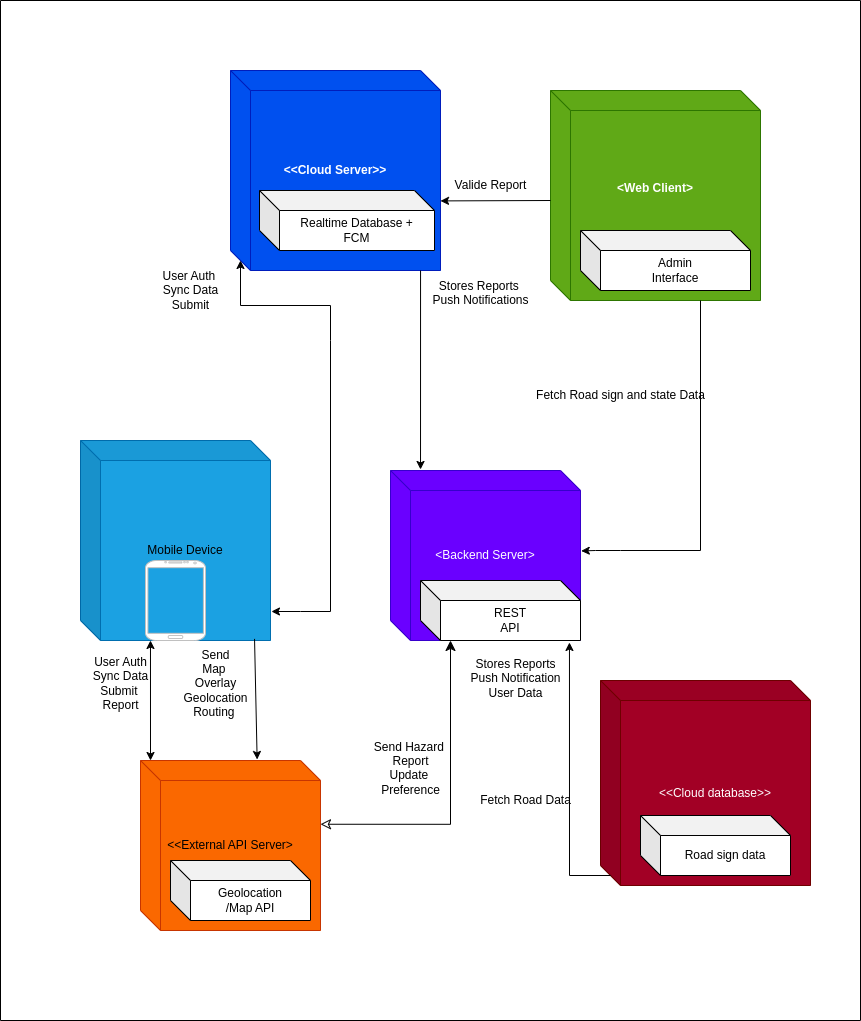 <<Cloud Server>>
Realtime Database +
FCM
<Web Client>
Admin
Interface
Valide Report
User Auth
Sync Data
Submit
Stores Reports
Push Notifications
Fetch Road sign and state Data
Mobile Device
<Backend Server>
REST
API
User Auth
Sync Data
Submit
Report
Send
Map
Overlay
Geolocation
Routing
Stores Reports
Push Notification
User Data
Send Hazard
Report
Update
Preference
Fetch Road Data
<<Cloud database>>
Road sign data
<<External API Server>
Geolocation
/Map API